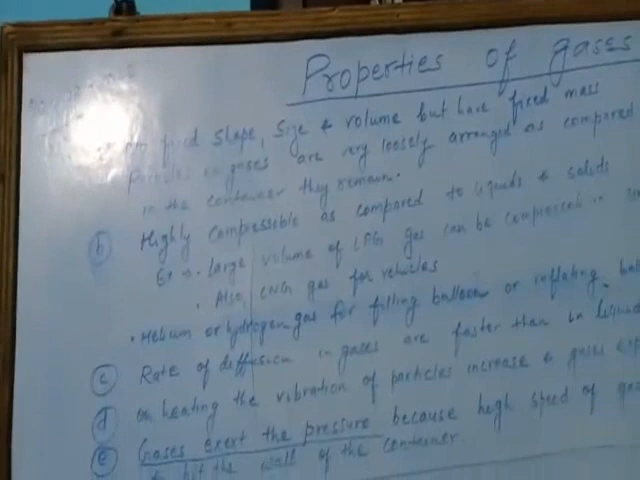 Properties of gases
fixed shape, size & volume but have fixed mass
Particles in gases are very loosely arranged as compared
in the container they remain.
(b) Highly compressible as compared to liquids & solids
Ex → . large volume of LPG gas can be compressed in
. Also CNG gas for vehicles
. Helium or hydrogen gas for filling balloon or inflating
(c) Rate of diffusion in gases are faster than in liquid
(d) on heating the vibration of particles increase & gases
(e) Gases exert the pressure because high speed of
& hit the wall of the container